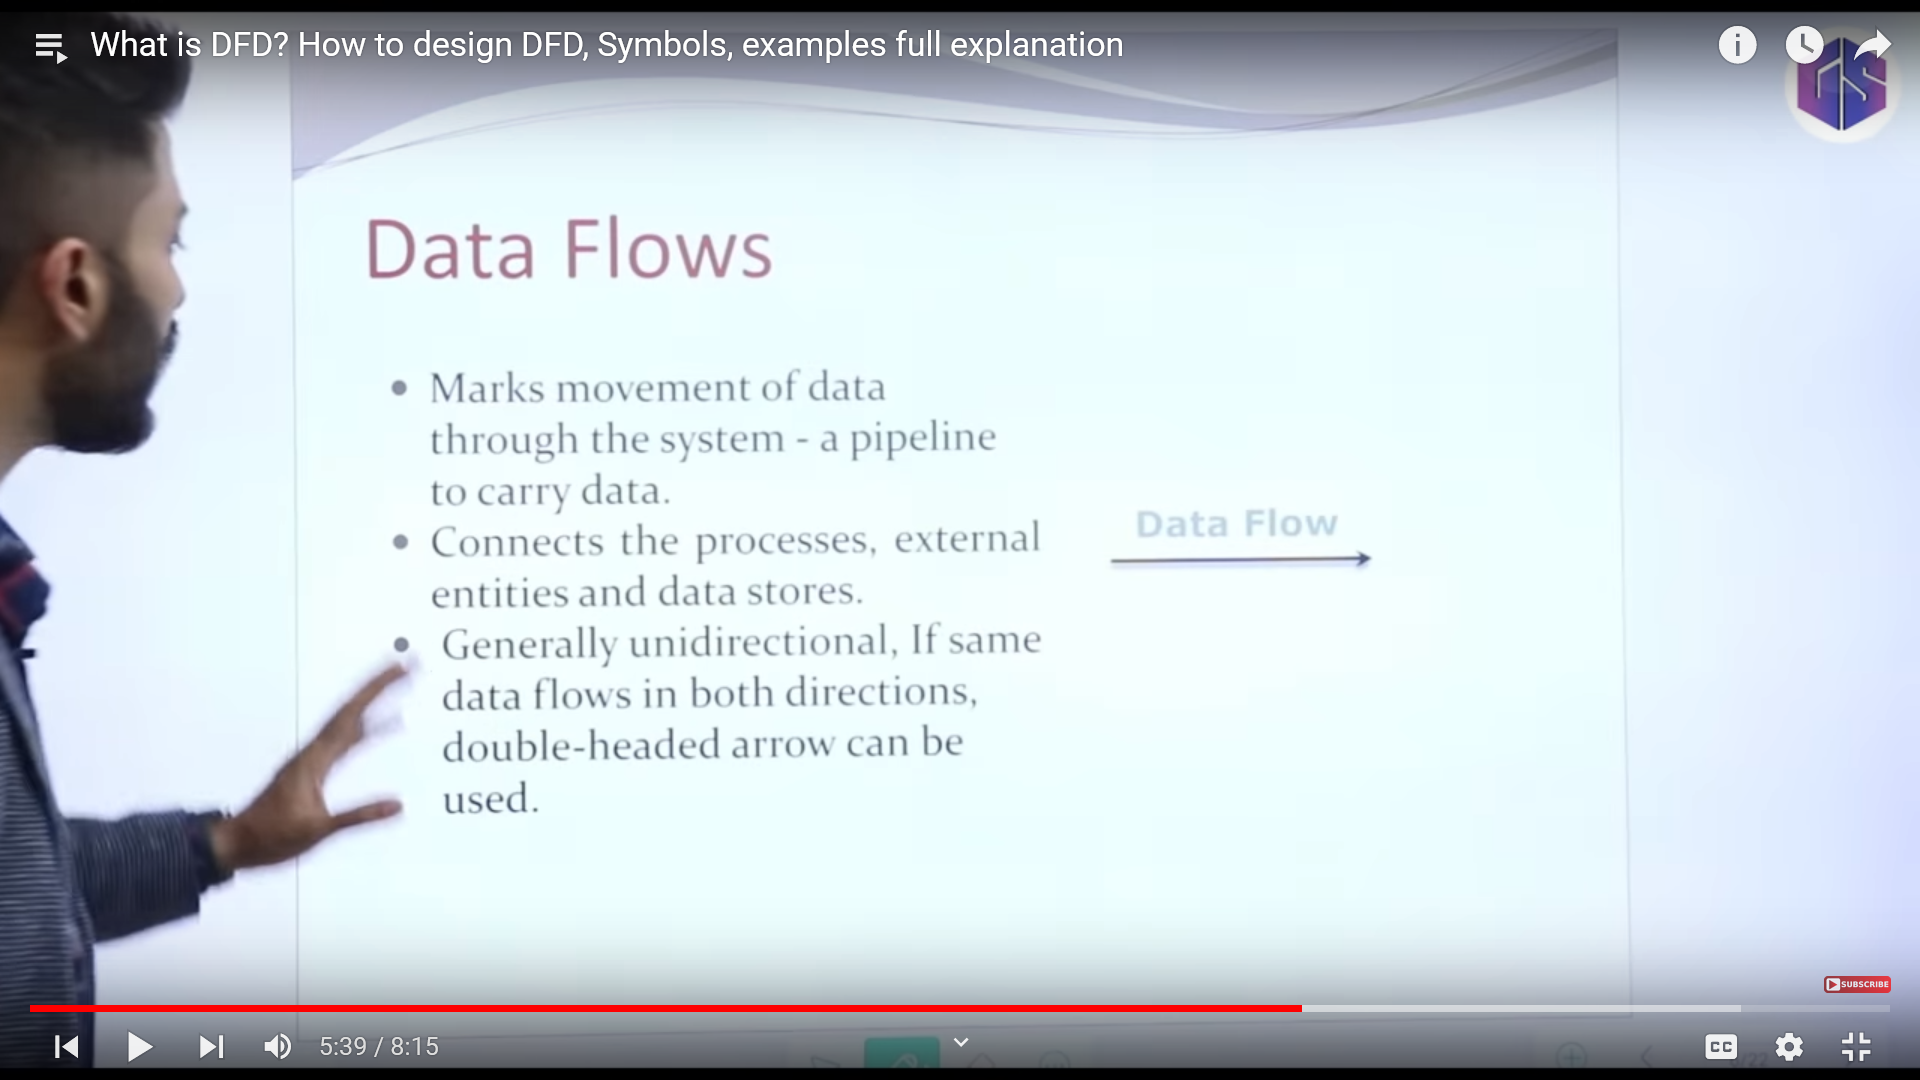 What is DFD? How to design DFD, Symbols, examples full explanation
GS
Data Flows
Marks movement of data
through the system - a pipeline
to carry data.
Connects the processes, external
entities and data stores.
Generally unidirectional, If same
data flows in both directions,
double-headed arrow can be
used.
Data Flow
SUBSCRIBE
5:39 / 8:15
CC